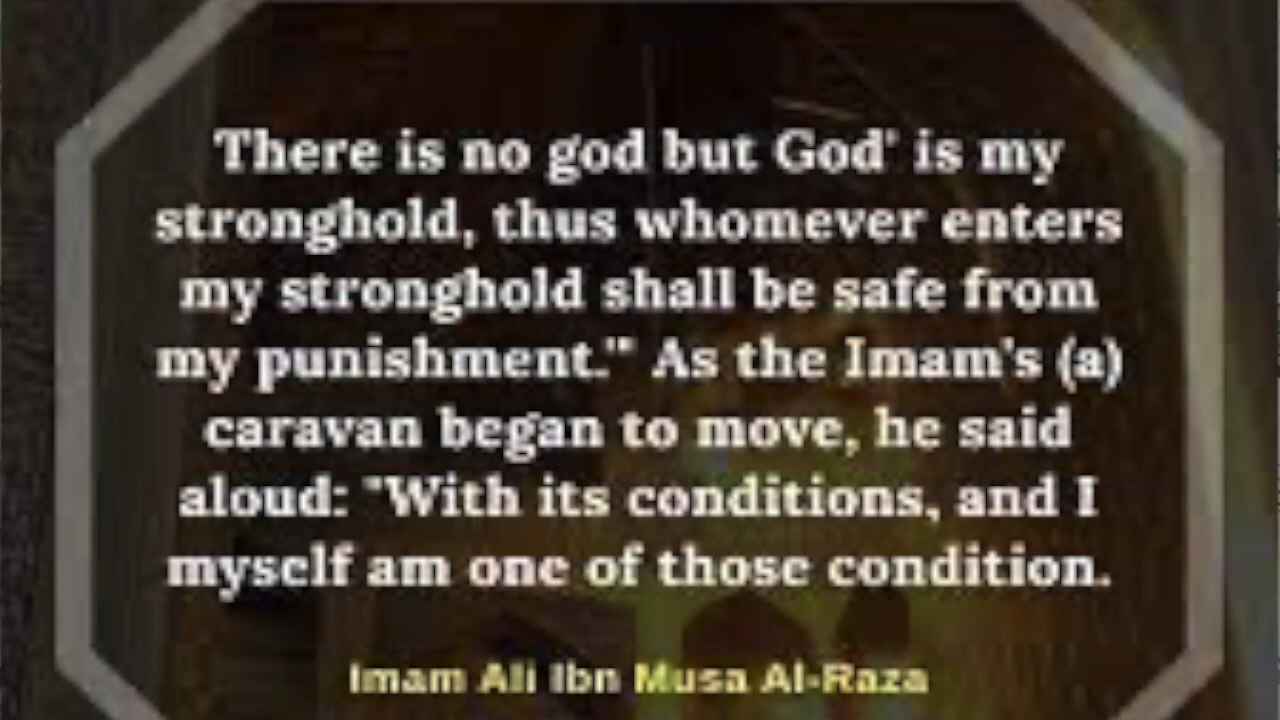 There is no god but God' is my
stronghold, thus whomever enters
my stronghold shall be safe from
my punishment.'" As the Imam's (a)
caravan began to move, he said
aloud: "With its conditions, and I
myself am one of those condition.
Imam Ali Ibn Musa Al-Raza